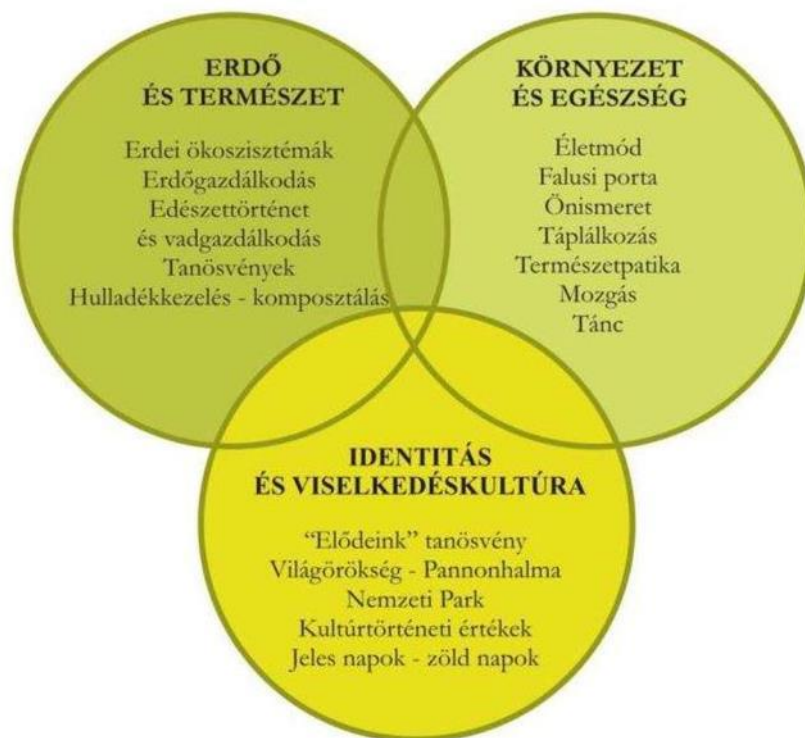 ERDŐ
ÉS TERMÉSZET
Erdei ökoszisztémák
Erdőgazdálkodás
Edészettörténet
és vadgazdálkodás
Tanösvények
Hulladékkezelés - komposztálás
KÖRNYEZET
ÉS EGÉSZSÉG
Életmód
Falusi porta
Önismeret
Táplálkozás
Természetpatika
Mozgás
Tánc
IDENTITÁS
ÉS VISELKEDÉSKULTÚRA
“Elődeink” tanösvény
Világörökség - Pannonhalma
Nemzeti Park
Kultúrtörténeti értékek
Jeles napok - zöld napok